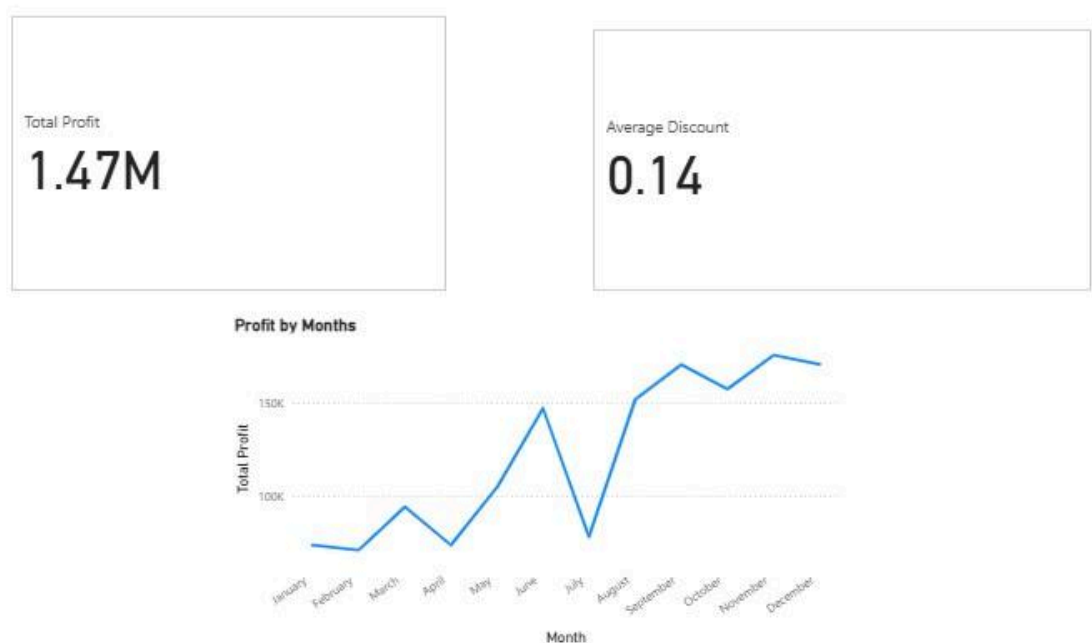 Total Profit
1.47M
Average Discount
0.14
Profit by Months
Total Profit
150K
100K
January
February
March
April
May
June
July
August
September
October
November
December
Month